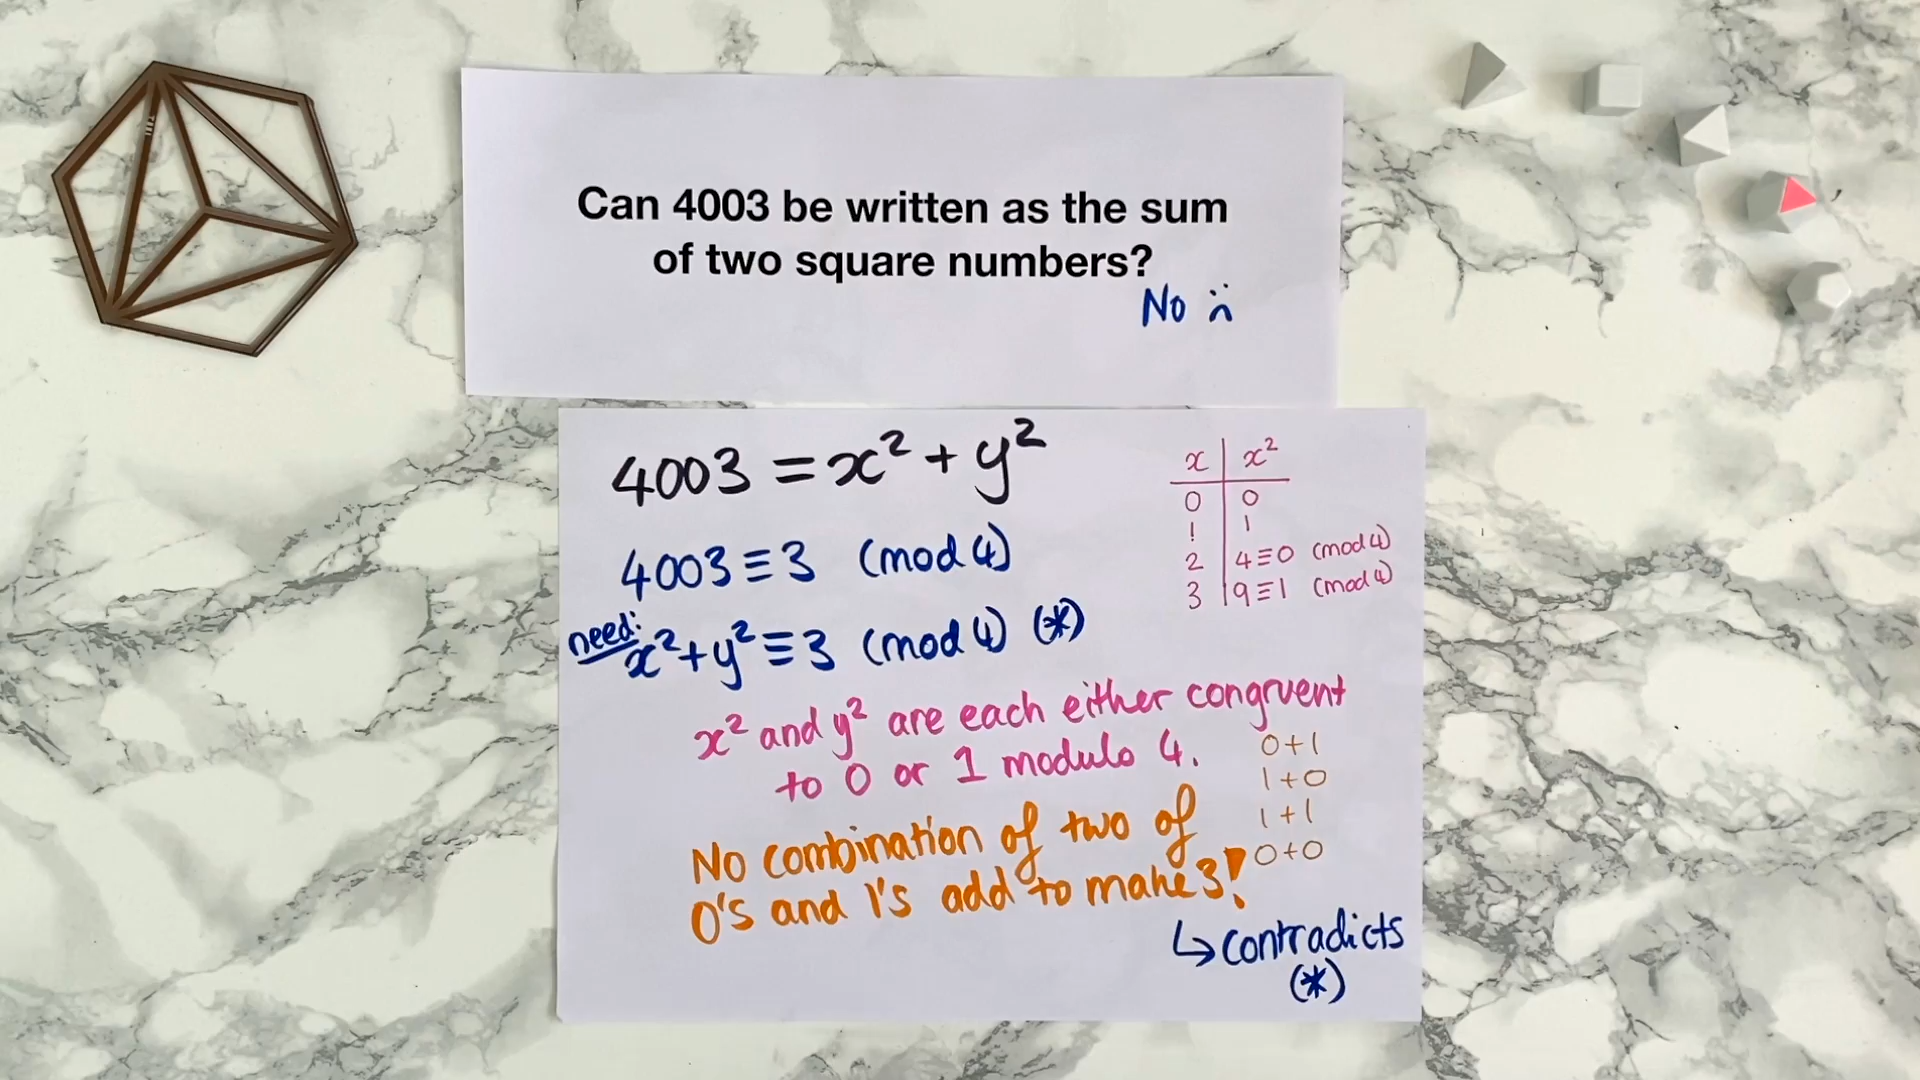 Can 4003 be written as the sum
of two square numbers?
No :(
4003 = x² + y²
4003 ≡ 3 (mod 4)
need: x² + y² ≡ 3 (mod 4) (*)
x | x²
0 | 0
1 | 1
2 | 4 ≡ 0 (mod 4)
3 | 9 ≡ 1 (mod 4)
x² and y² are each either congruent
to 0 or 1 modulo 4.
No combination of two of
0's and 1's add to make 3!
0+1
1+0
1+1
0+0
↳ contradicts
(*)